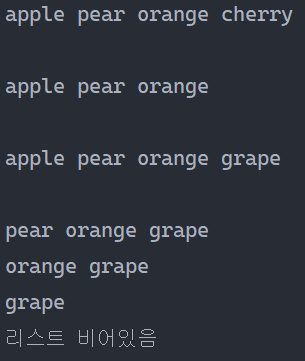 apple pear orange cherry
apple pear orange
apple pear orange grape
pear orange grape
orange grape
grape
리스트 비어있음